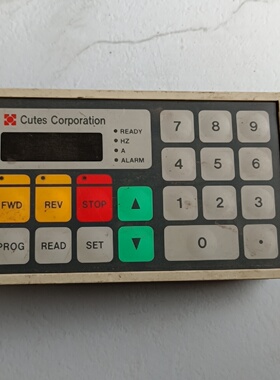 Cutes Corporation
READY
HZ
A
ALARM
7 8 9
4 5 6
FWD REV STOP
1 2 3
PROG READ SET
0 .